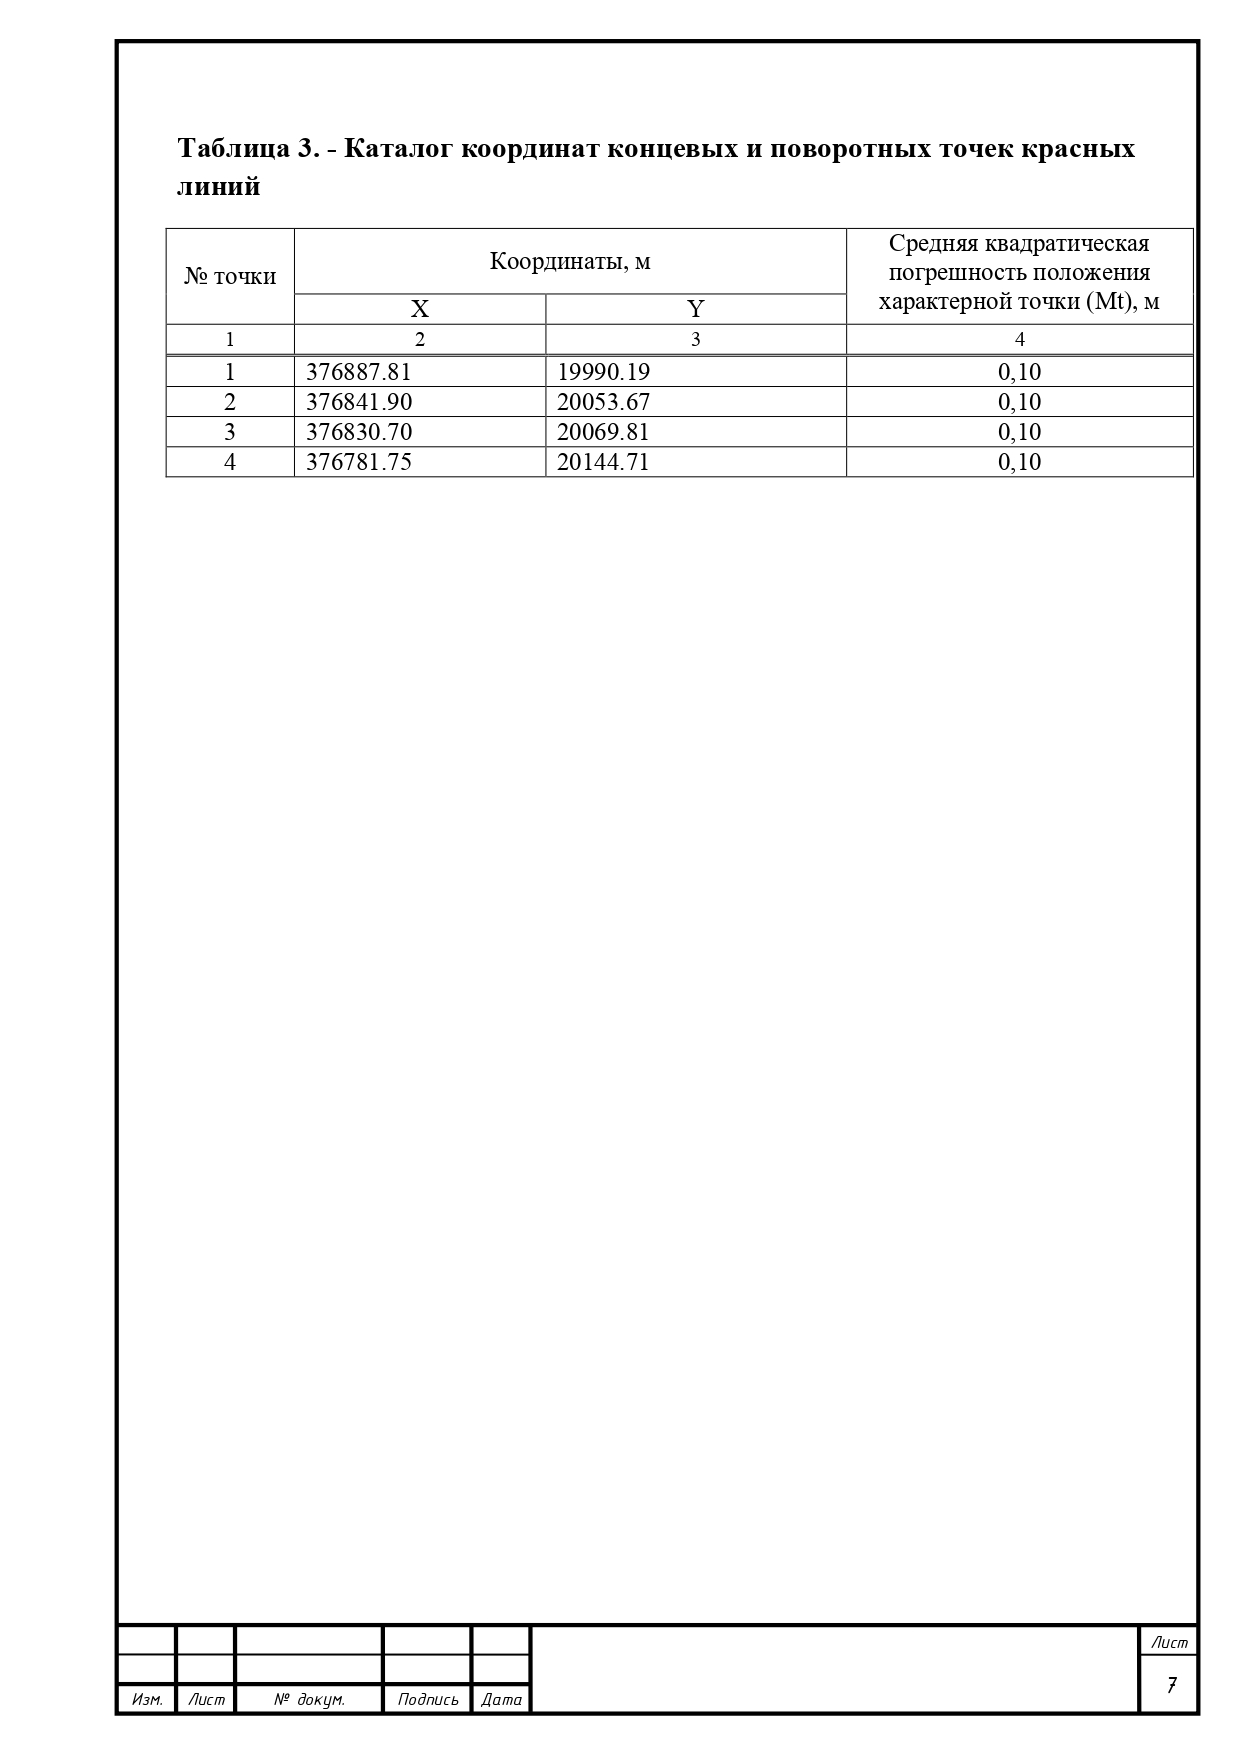 Таблица 3. - Каталог координат концевых и поворотных точек красных
линий
№ точки
Координаты, м
Средняя квадратическая
погрешность положения
характерной точки (Mt), м
X Y
1 2 3 4
1 376887.81 19990.19 0,10
2 376841.90 20053.67 0,10
3 376830.70 20069.81 0,10
4 376781.75 20144.71 0,10
Лист
7
Изм. Лист № докум. Подпись Дата